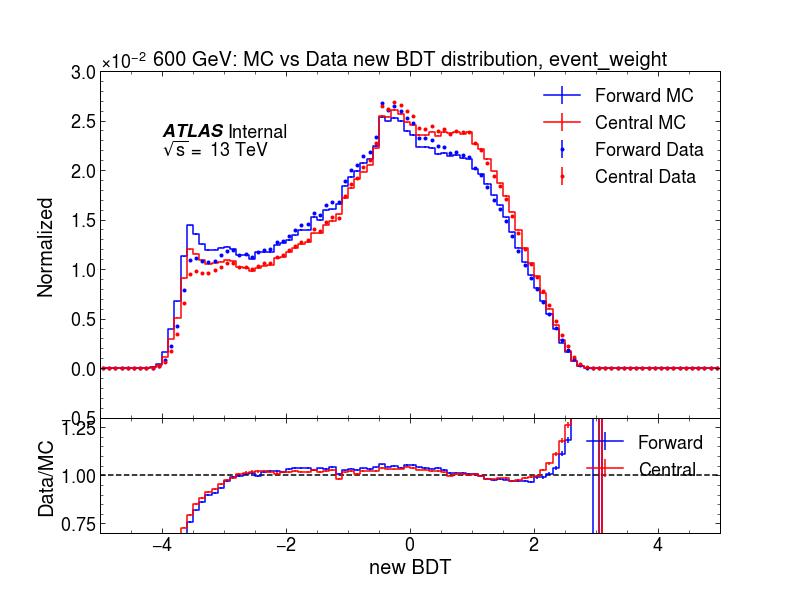 ×10⁻² 600 GeV: MC vs Data new BDT distribution, event_weight
3.0
2.5
2.0
1.5
1.0
0.5
0.0
Normalized
ATLAS Internal
√s = 13 TeV
Forward MC
Central MC
Forward Data
Central Data
1.25
1.00
0.75
Data/MC
Forward
Central
−4 −2 0 2 4
new BDT